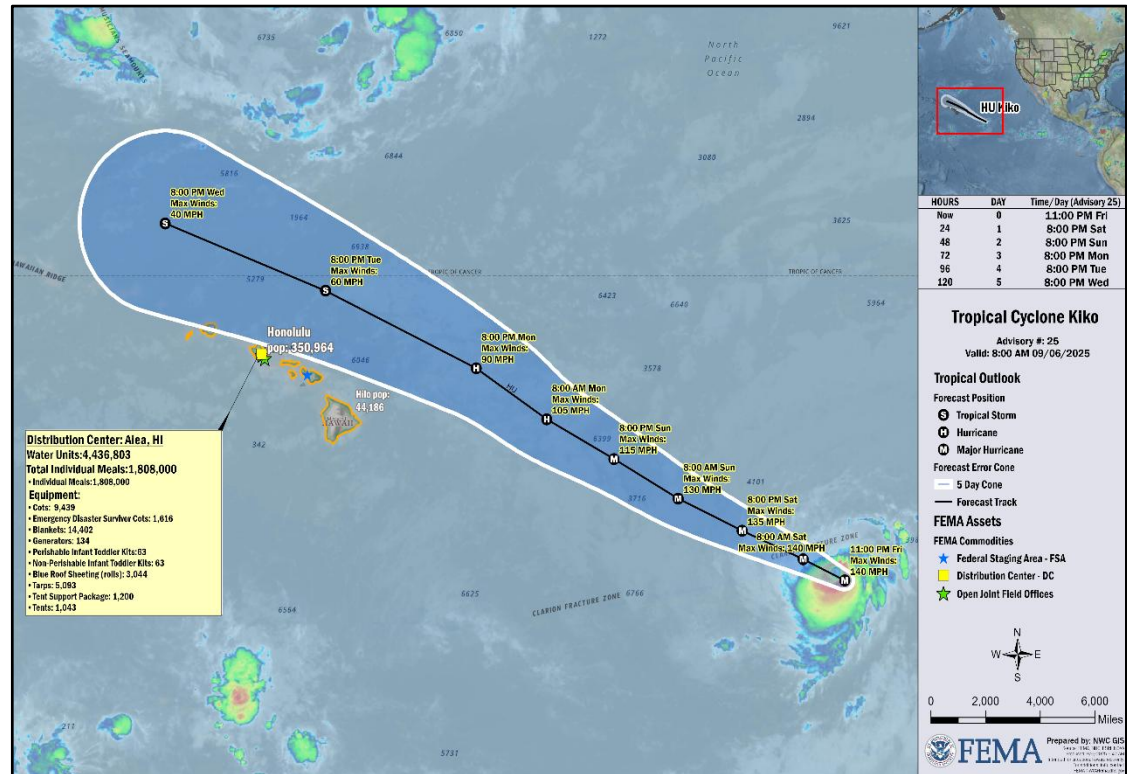 6735
6850
1272
North
Pacific
Ocean
9621
2894
6844
3080
8:00 PM Wed
Max Winds:
40 MPH
5816
1964
3625
6938
8:00 PM Tue
Max Winds:
60 MPH
TROPIC OF CANCER
TROPIC OF CANCER
5279
6423
6640
5964
Honolulu
pop: 350,964
6046
8:00 PM Mon
Max Winds:
90 MPH
3578
HU
8:00 AM Mon
Max Winds:
105 MPH
Hilo pop:
44,186
342
6399
8:00 PM Sun
Max Winds:
115 MPH
3716
8:00 AM Sun
Max Winds:
130 MPH
4101
8:00 PM Sat
Max Winds:
135 MPH
8:00 AM Sat
Max Winds: 140 MPH
11:00 PM Fri
Max Winds:
140 MPH
Distribution Center: Aiea, HI
Water Units:4,436,803
Total Individual Meals:1,808,000
• Individual Meals:1,808,000
Equipment:
• Cots: 9,439
• Emergency Disaster Surviver Cots: 1,616
• Blankets: 14,402
• Generators: 134
• Perishable Infant Toddler Kits:63
• Non-Perishable Infant Toddler Kits: 63
• Blue Roof Sheeting (rolls): 3,044
• Tarps: 5,093
• Tent Support Package: 1,200
• Tents: 1,043
6564
6625
CLARION FRACTURE ZONE
6766
211
5731
HU Kiko
HOURS DAY Time/Day (Advisory 25)
Now 0 11:00 PM Fri
24 1 8:00 PM Sat
48 2 8:00 PM Sun
72 3 8:00 PM Mon
96 4 8:00 PM Tue
120 5 8:00 PM Wed
Tropical Cyclone Kiko
Advisory #: 25
Valid: 8:00 AM 09/06/2025
Tropical Outlook
Forecast Position
S Tropical Storm
H Hurricane
M Major Hurricane
Forecast Error Cone
5 Day Cone
Forecast Track
FEMA Assets
FEMA Commodities
Federal Staging Area - FSA
Distribution Center - DC
Open Joint Field Offices
N
W E
S
0 2,000 4,000 6,000
Miles
FEMA
Prepared by: NWC GIS